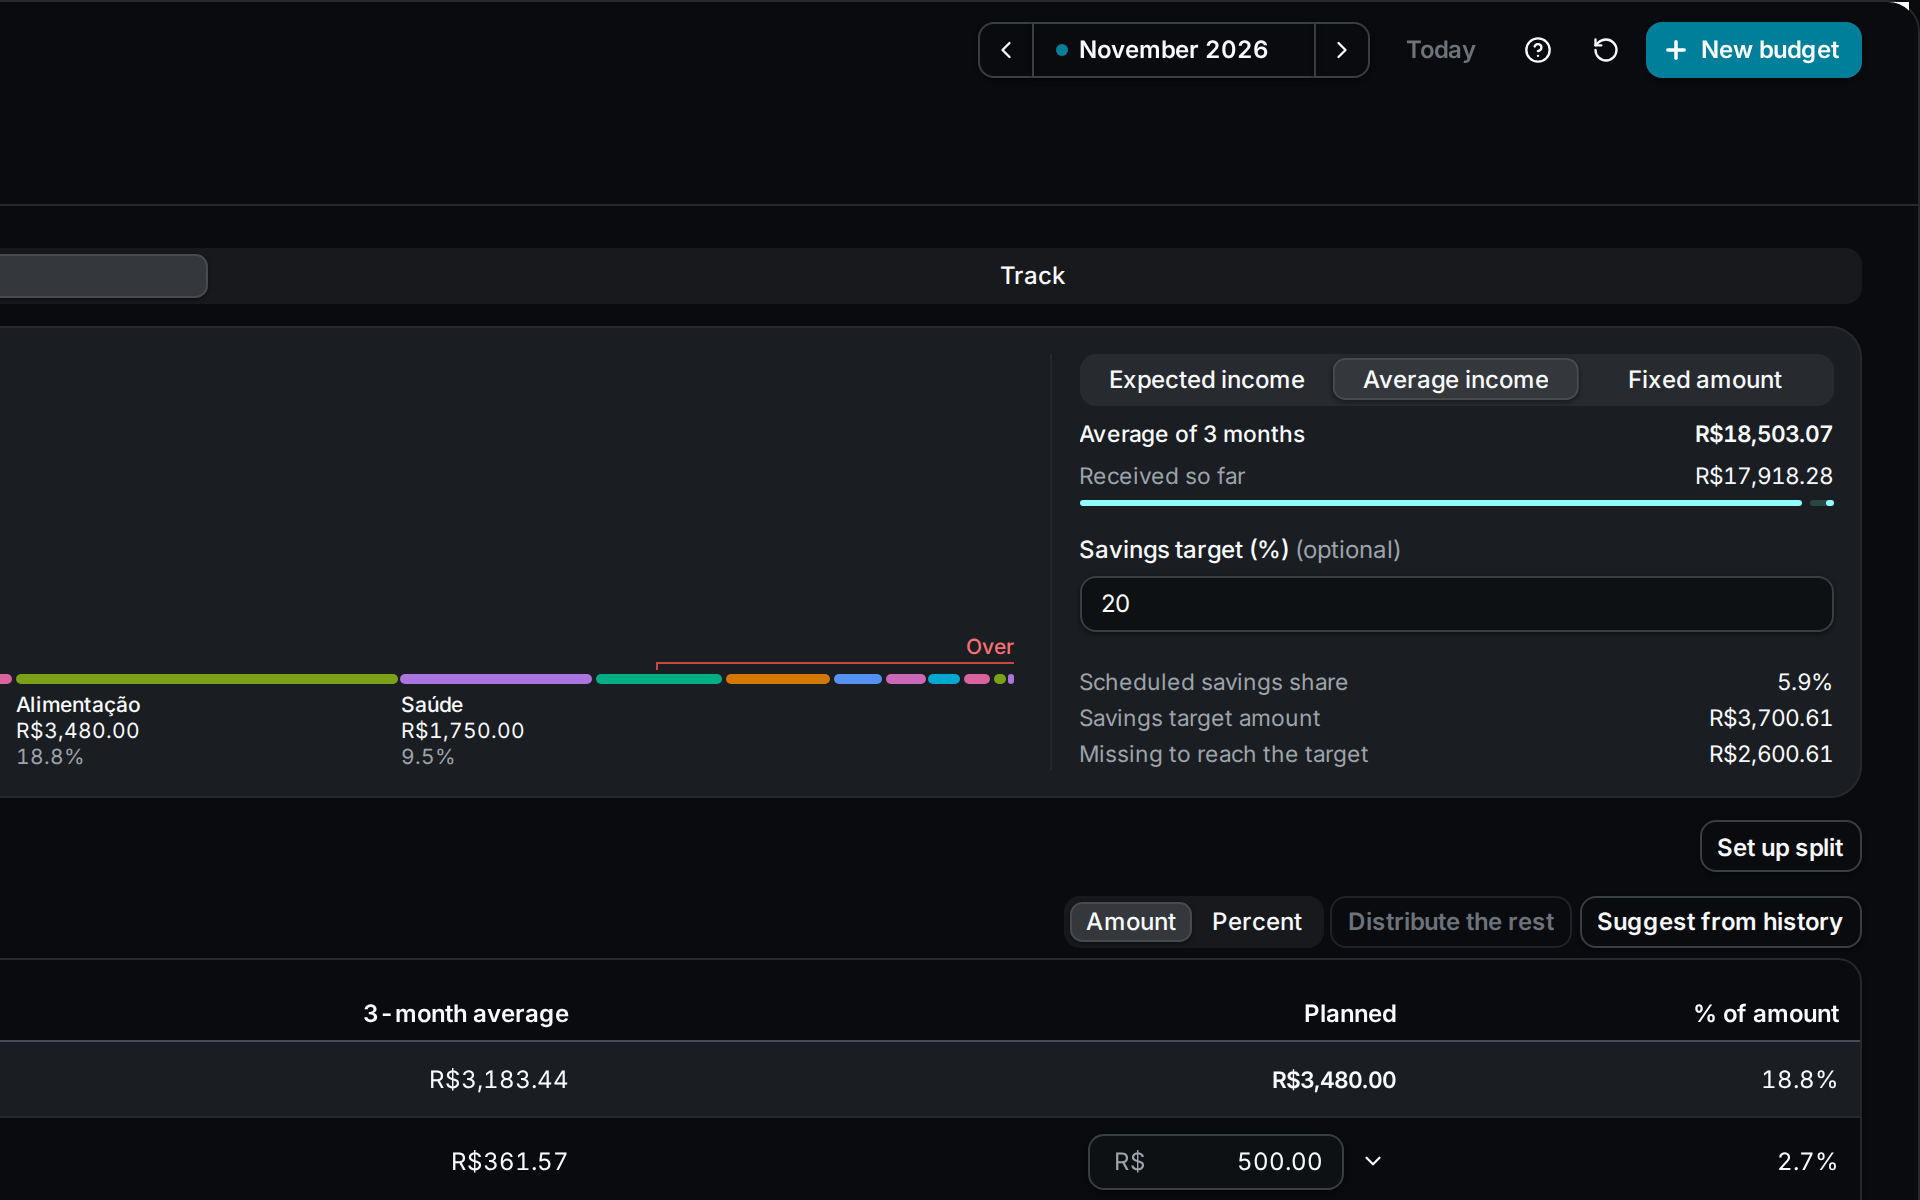 November 2026
Today
New budget
Track
Expected income
Average income
Fixed amount
Average of 3 months
R$18,503.07
Received so far
R$17,918.28
Savings target (%) (optional)
20
Over
Alimentação
R$3,480.00
18.8%
Saúde
R$1,750.00
9.5%
Scheduled savings share
5.9%
Savings target amount
R$3,700.61
Missing to reach the target
R$2,600.61
Set up split
Amount
Percent
Distribute the rest
Suggest from history
3-month average
Planned
% of amount
R$3,183.44
R$3,480.00
18.8%
R$361.57
R$ 500.00
2.7%